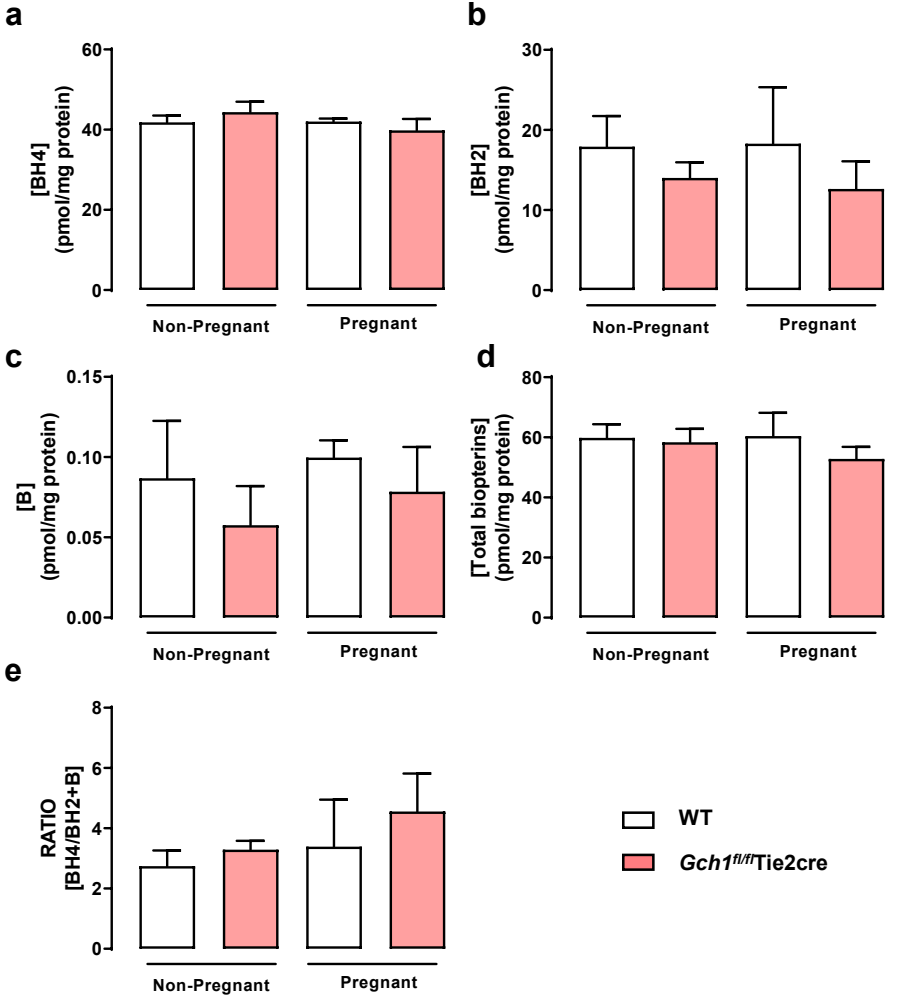 a
[BH4]
(pmol/mg protein)
60
40
20
0
Non-Pregnant
Pregnant
b
[BH2]
(pmol/mg protein)
30
20
10
0
Non-Pregnant
Pregnant
c
[B]
(pmol/mg protein)
0.15
0.10
0.05
0.00
Non-Pregnant
Pregnant
d
[Total biopterins]
(pmol/mg protein)
80
60
40
20
0
Non-Pregnant
Pregnant
e
RATIO
[BH4/BH2+B]
8
6
4
2
0
Non-Pregnant
Pregnant
WT
Gch1fl/flTie2cre